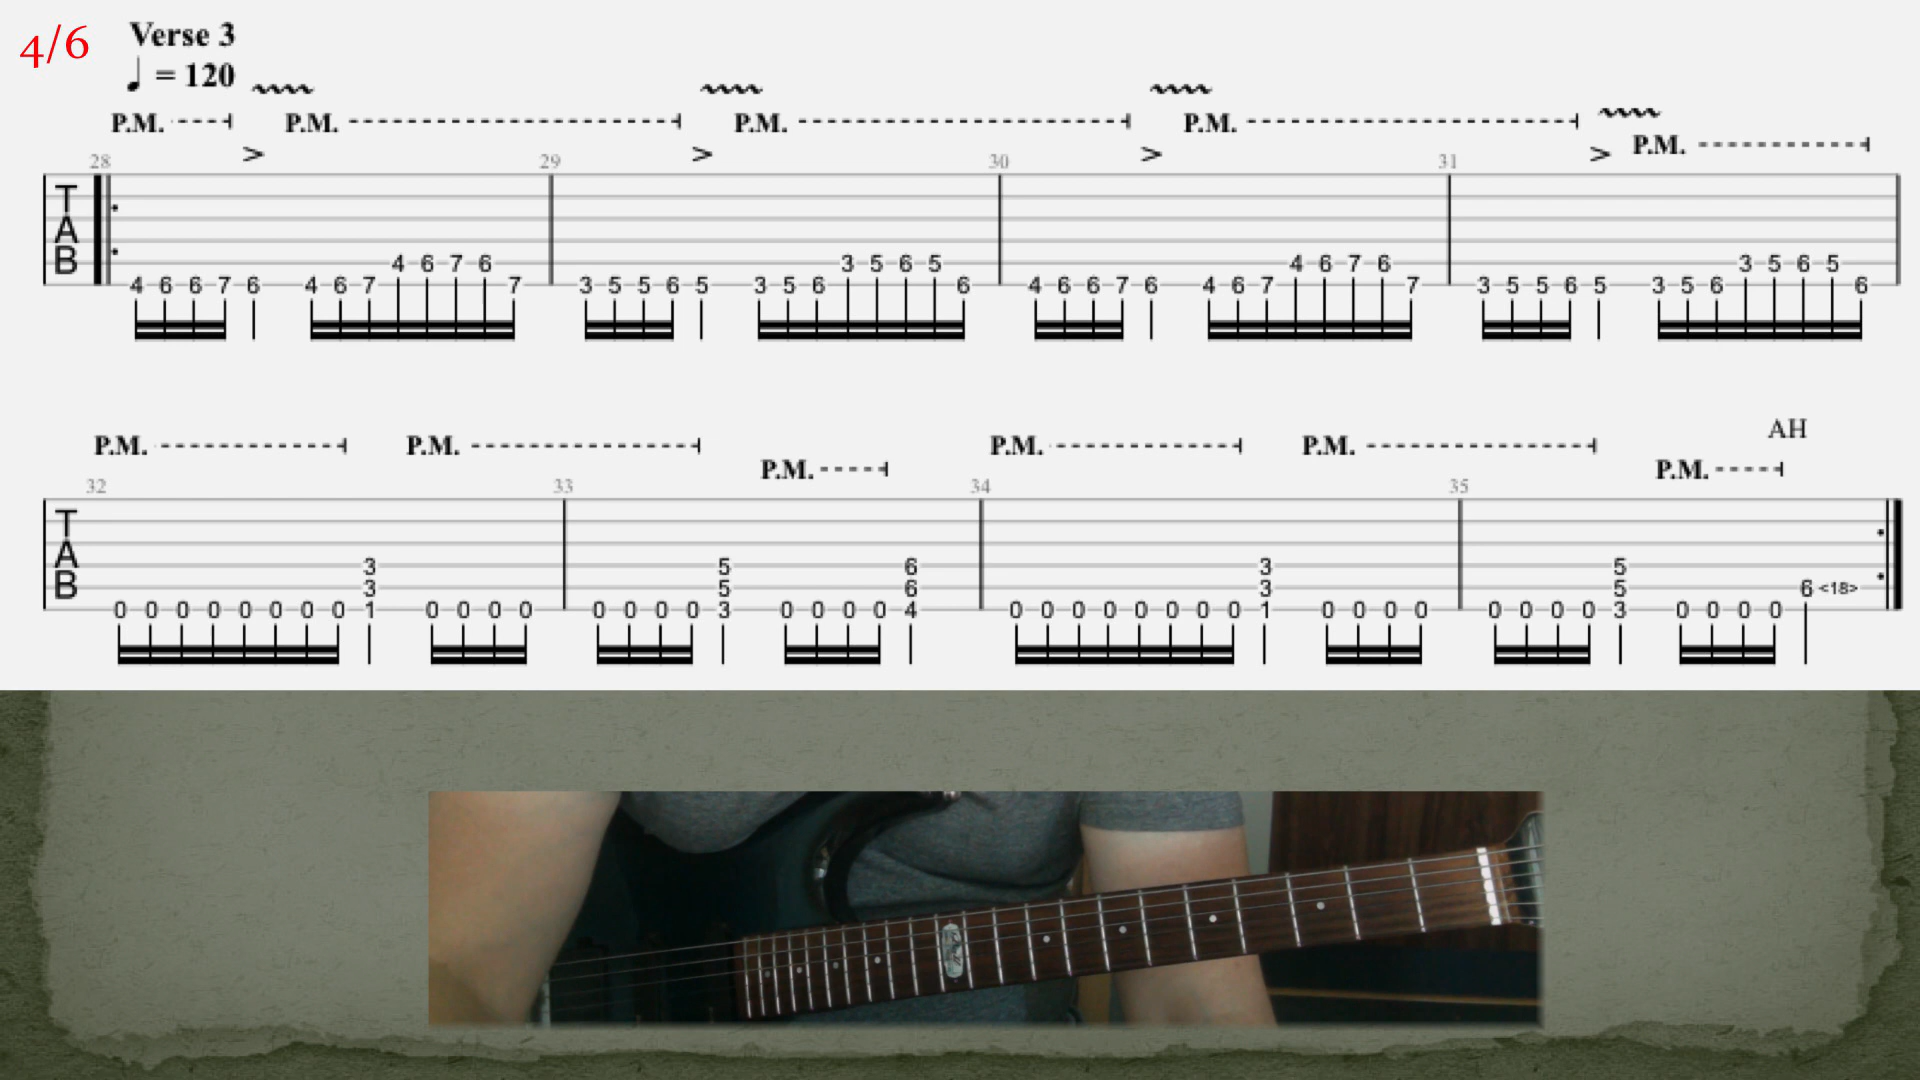 4/6
Verse 3
♩ = 120
P.M. P.M. P.M. P.M.
P.M.
28 29 30 31
>
>
>
>
T
A
B
4 6 7 6 3 5 6 5 4 6 7 6 3 5 6 5
4 6 6 7 6 4 6 7 7 3 5 5 6 5 3 5 6 6 4 6 6 7 6 4 6 7 7 3 5 5 6 5 3 5 6 6
AH
P.M. P.M. P.M. P.M.
P.M. P.M.
32 33 34 35
T
A
B
3 5 6 3 5
3 5 6 3 5 6 <18>
0 0 0 0 0 0 0 0 1 0 0 0 0 0 0 0 0 3 0 0 0 0 4 0 0 0 0 0 0 0 0 1 0 0 0 0 0 0 0 0 3 0 0 0 0